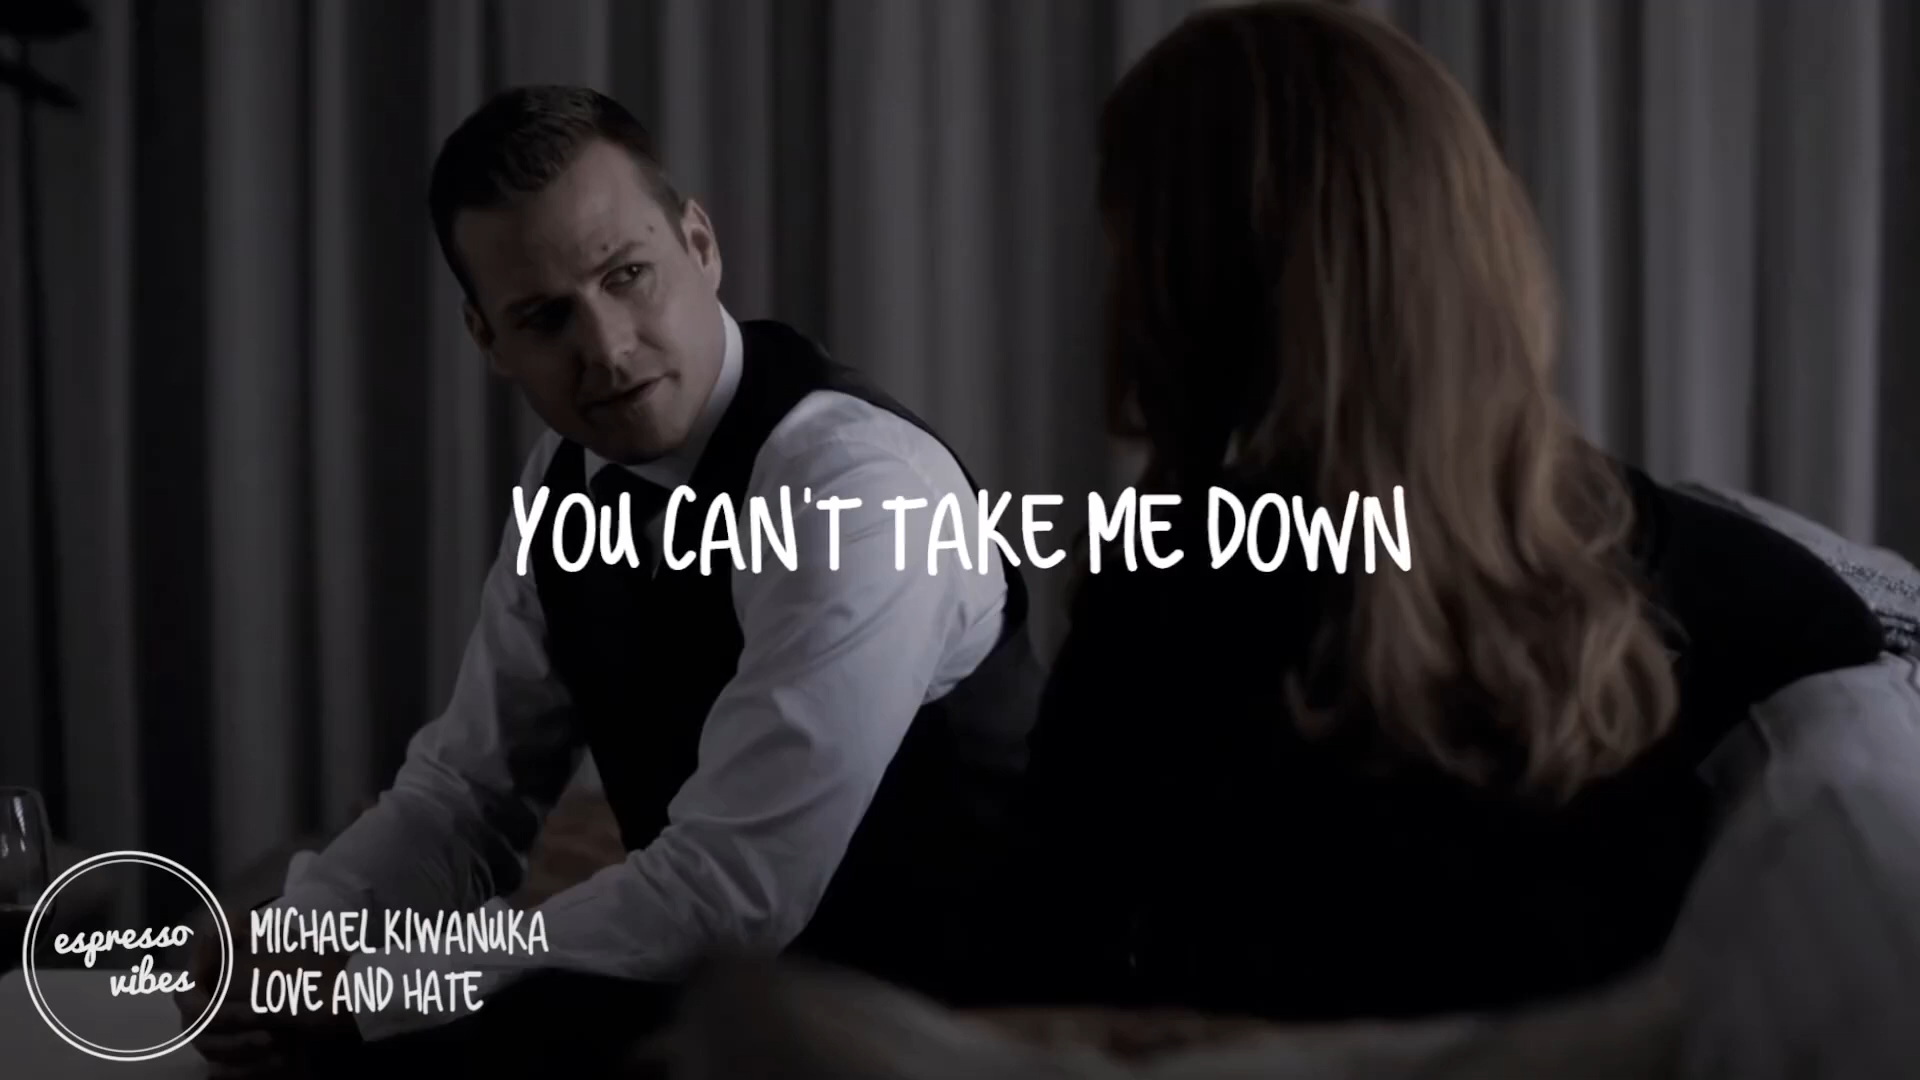 YOU CAN'T TAKE ME DOWN
espresso
vibes
MICHAEL KIWANUKA
LOVE AND HATE